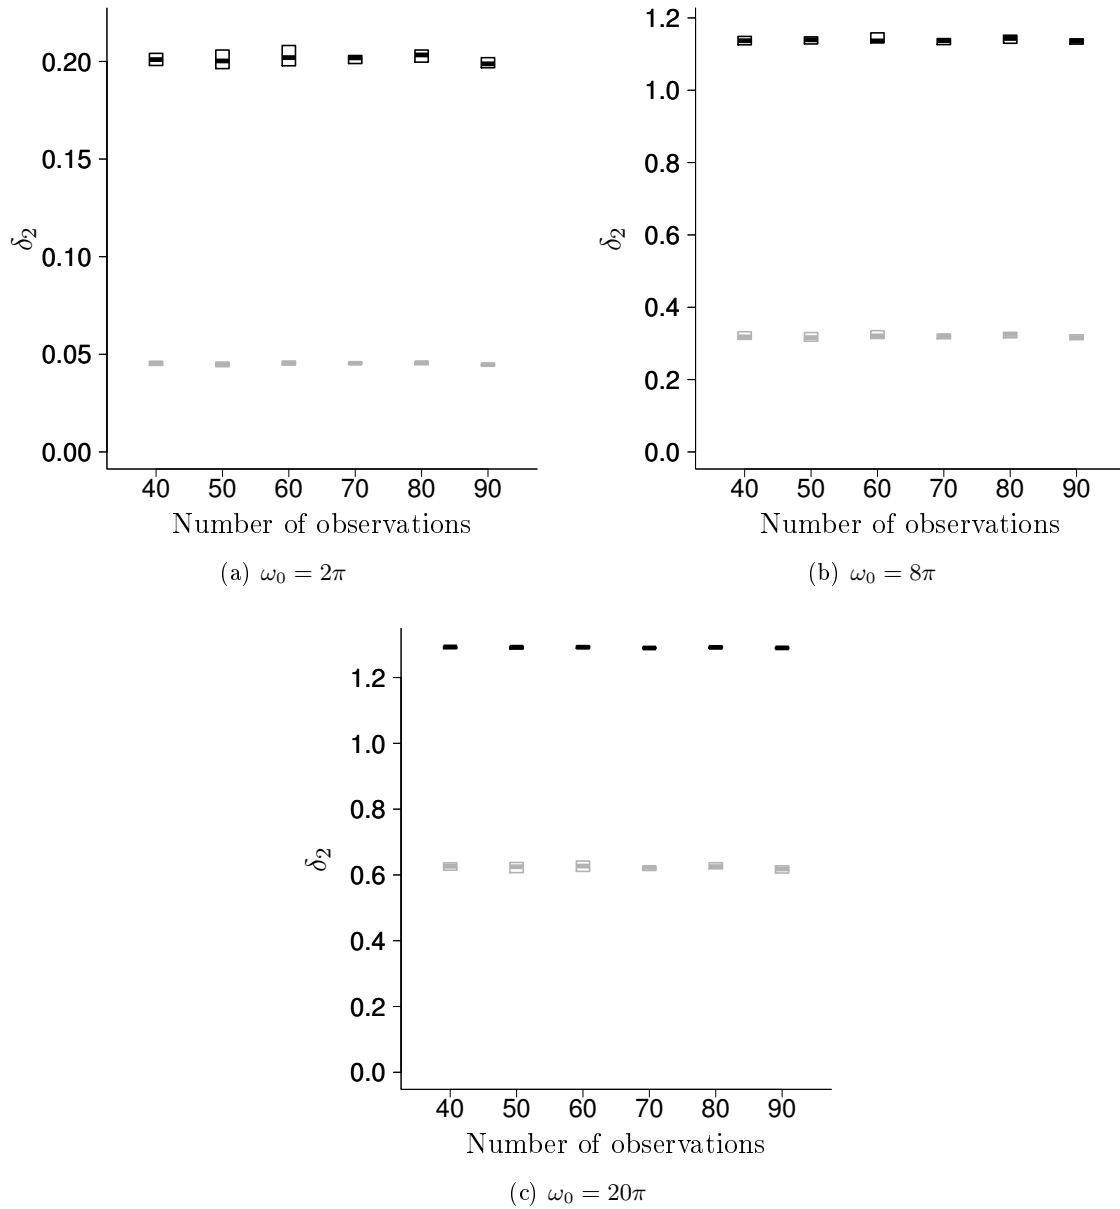 0.20
0.15
0.10
0.05
0.00
δ₂
40 50 60 70 80 90
Number of observations
(a) ω₀ = 2π
1.2
1.0
0.8
0.6
0.4
0.2
0.0
δ₂
40 50 60 70 80 90
Number of observations
(b) ω₀ = 8π
1.2
1.0
0.8
0.6
0.4
0.2
0.0
δ₂
40 50 60 70 80 90
Number of observations
(c) ω₀ = 20π